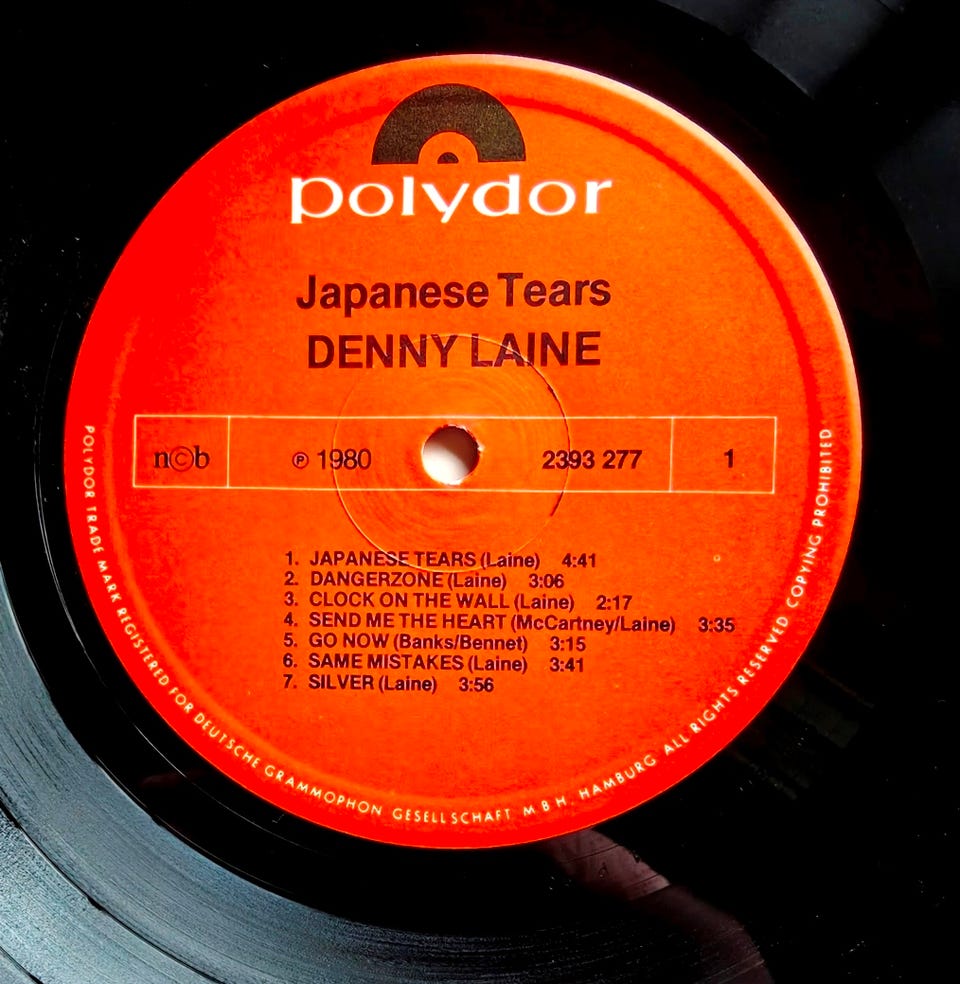 polydor
Japanese Tears
DENNY LAINE
n©b ℗ 1980 2393 277 1
1. JAPANESE TEARS (Laine) 4:41
2. DANGERZONE (Laine) 3:06
3. CLOCK ON THE WALL (Laine) 2:17
4. SEND ME THE HEART (McCartney/Laine) 3:35
5. GO NOW (Banks/Bennet) 3:15
6. SAME MISTAKES (Laine) 3:41
7. SILVER (Laine) 3:56
POLYDOR TRADE MARK REGISTERED FOR DEUTSCHE GRAMMOPHON GESELLSCHAFT M B H, HAMBURG ALL RIGHTS RESERVED COPYING PROHIBITED